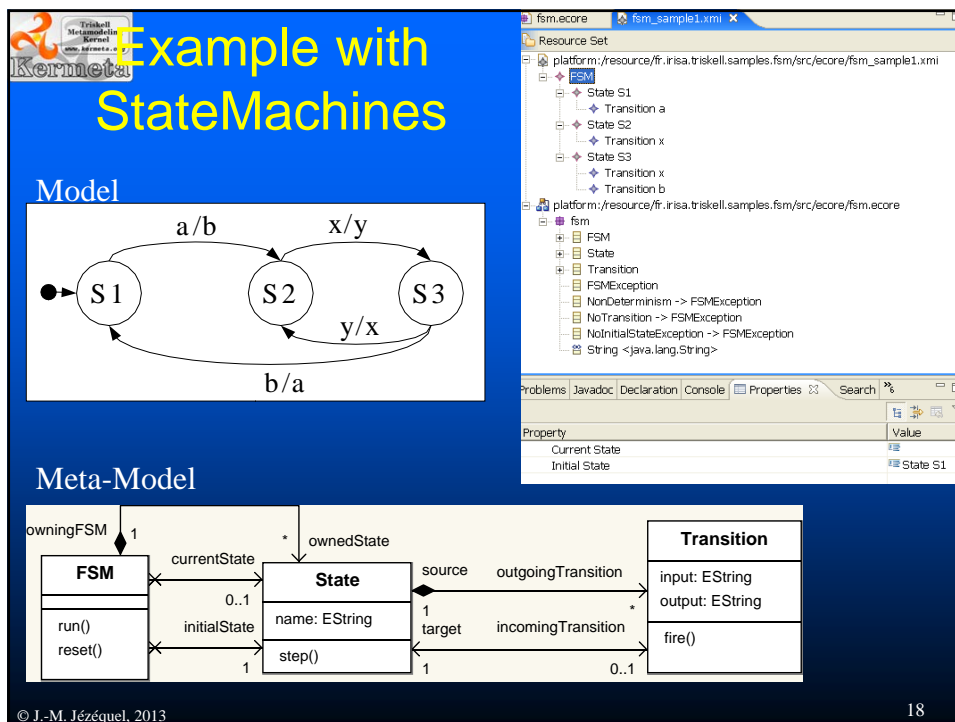 Triskell
Metamodeling
Kernel
www.kermeta.org
Kermeta
Example with
StateMachines
Model
a/b
x/y
S1
S2
S3
y/x
b/a
fsm.ecore
fsm_sample1.xmi
Resource Set
platform:/resource/fr.irisa.triskell.samples.fsm/src/ecore/fsm_sample1.xmi
FSM
State S1
Transition a
State S2
Transition x
State S3
Transition x
Transition b
platform:/resource/fr.irisa.triskell.samples.fsm/src/ecore/fsm.ecore
fsm
FSM
State
Transition
FSMException
NonDeterminism -> FSMException
NoTransition -> FSMException
NoInitialStateException -> FSMException
String <java.lang.String>
Problems Javadoc Declaration Console Properties Search
Property Value
Current State
Initial State State S1
Meta-Model
owningFSM 1
* ownedState
FSM
run()
reset()
currentState
0..1
initialState
1
State
name: EString
step()
source outgoingTransition
1 *
target incomingTransition
1 0..1
Transition
input: EString
output: EString
fire()
© J.-M. Jézéquel, 2013
18